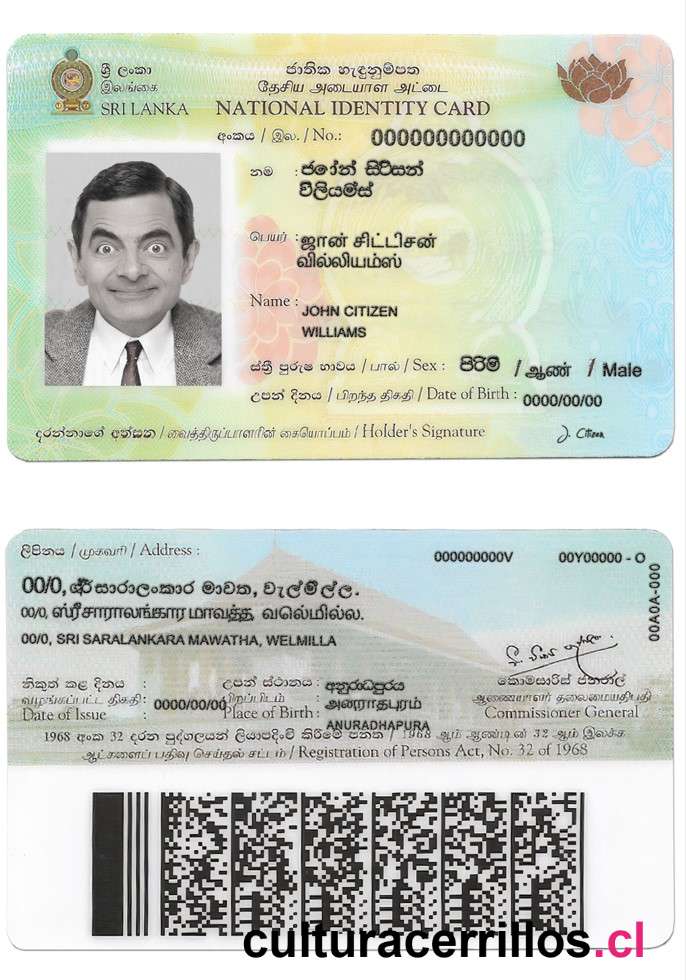 ශ්‍රී ලංකා
இலங்கை
SRI LANKA
ජාතික හැඳුනුම්පත
தேசிய அடையாள அட்டை
NATIONAL IDENTITY CARD
අංකය / இல. / No.: 000000000000
නම : ජෝන් සිටිසන්
විලියම්ස්
பெயர் : ஜான் சிட்டிசன்
வில்லியம்ஸ்
Name : JOHN CITIZEN
WILLIAMS
ස්ත්‍රී පුරුෂ භාවය / பால் / Sex : පිරිමි / ஆண் / Male
උපන් දිනය / பிறந்த திகதி / Date of Birth : 0000/00/00
දරන්නාගේ අත්සන / வைத்திருப்பாளரின் கையொப்பம் / Holder's Signature J. Citizen
ලිපිනය / முகவரி / Address : 000000000V 00Y00000 - O
00A0A-000
00/0, ශ්‍රී සාරාලංකාර මාවත, වැල්මිල්ල.
00/0, ஸ்ரீ சாராலங்கார மாவத்த, வலெ்மில்ல.
00/0, SRI SARALANKARA MAWATHA, WELMILLA
නිකුත් කළ දිනය :
வழங்கப்பட்ட திகதி :
Date of Issue :
0000/00/00
උපන් ස්ථානය : අනුරාධපුරය
பிறப்பிடம் : அனுராதபுரம்
Place of Birth : ANURADHAPURA
කොමසාරිස් ජනරාල්
ஆணையாளர் தலைமையதிபதி
Commissioner General
1968 අංක 32 දරන පුද්ගලයන් ලියාපදිංචි කිරීමේ පනත / 1968 ஆம் ஆண்டின் 32 ஆம் இலக்க
ஆட்களைப் பதிவு செய்தல் சட்டம் / Registration of Persons Act, No. 32 of 1968
culturacerrillos.cl